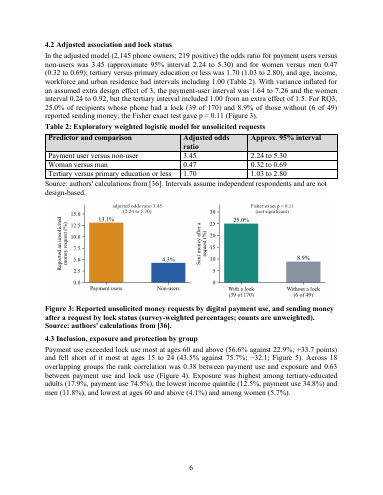 4.2 Adjusted association and lock status
In the adjusted model (2,145 phone owners; 219 positive) the odds ratio for payment users versus
non-users was 3.45 (approximate 95% interval 2.24 to 5.30) and for women versus men 0.47
(0.32 to 0.69); tertiary versus primary education or less was 1.70 (1.03 to 2.80), and age, income,
workforce and urban residence had intervals including 1.00 (Table 2). With variance inflated for
an assumed extra design effect of 3, the payment-user interval was 1.64 to 7.26 and the women
interval 0.24 to 0.92, but the tertiary interval included 1.00 from an extra effect of 1.5. For RQ3,
25.0% of recipients whose phone had a lock (39 of 170) and 8.9% of those without (6 of 49)
reported sending money; the Fisher exact test gave p = 0.11 (Figure 3).
Table 2: Exploratory weighted logistic model for unsolicited requests
Predictor and comparison Adjusted odds ratio Approx. 95% interval
Payment user versus non-user 3.45 2.24 to 5.30
Woman versus man 0.47 0.32 to 0.69
Tertiary versus primary education or less 1.70 1.03 to 2.80
Source: authors' calculations from [36]. Intervals assume independent respondents and are not
design-based.
adjusted odds ratio 3.45
(2.24 to 5.30)
Reported an unsolicited
money request (%)
15.0
12.5
10.0
7.5
5.0
2.5
0.0
13.1%
4.3%
Payment users
Non-users
Fisher exact p = 0.11
(not significant)
Sent money after a
request (%)
30
25
20
15
10
5
0
25.0%
8.9%
With a lock
(39 of 170)
Without a lock
(6 of 49)
Figure 3: Reported unsolicited money requests by digital payment use, and sending money
after a request by lock status (survey-weighted percentages; counts are unweighted).
Source: authors' calculations from [36].
4.3 Inclusion, exposure and protection by group
Payment use exceeded lock use most at ages 60 and above (56.6% against 22.9%; +33.7 points)
and fell short of it most at ages 15 to 24 (43.5% against 75.7%; −32.1; Figure 5). Across 18
overlapping groups the rank correlation was 0.38 between payment use and exposure and 0.63
between payment use and lock use (Figure 4). Exposure was highest among tertiary-educated
adults (17.9%, payment use 74.5%), the lowest income quintile (12.5%, payment use 34.8%) and
men (11.8%), and lowest at ages 60 and above (4.1%) and among women (5.7%).
6